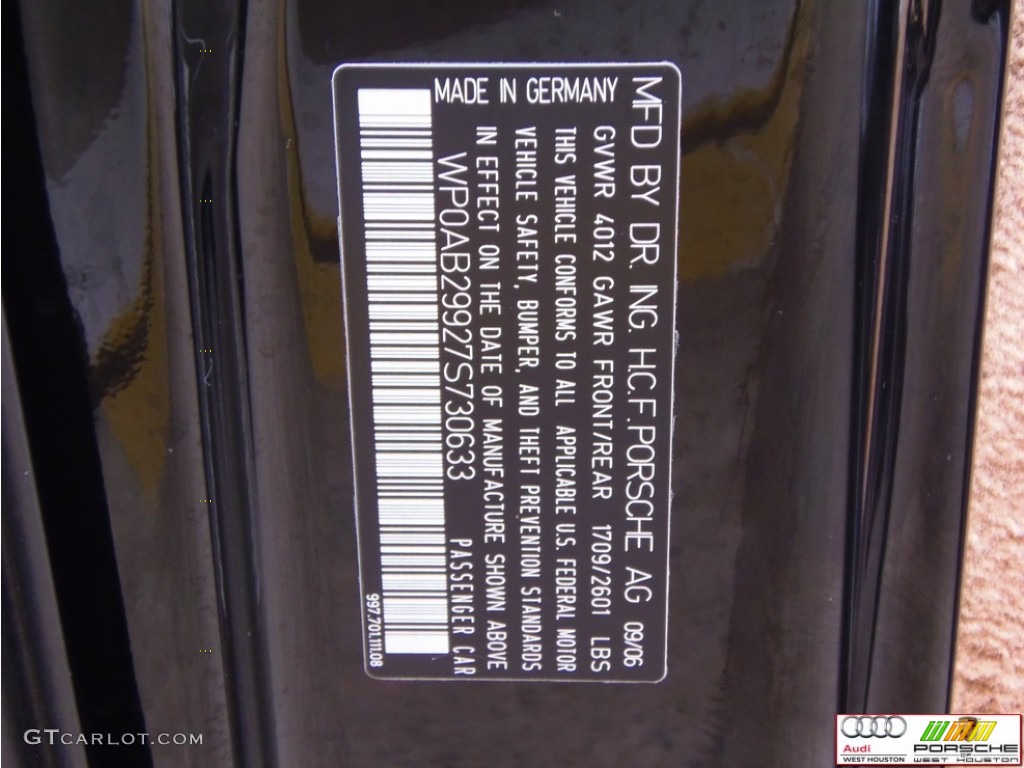 MFD BY DR. ING. H.C.F.PORSCHE AG 09/06
GVWR 4012 GAWR FRONT/REAR 1709/2601 LBS
THIS VEHICLE CONFORMS TO ALL APPLICABLE U.S. FEDERAL MOTOR
VEHICLE SAFETY, BUMPER, AND THEFT PREVENTION STANDARDS
IN EFFECT ON THE DATE OF MANUFACTURE SHOWN ABOVE
MADE IN GERMANY
WP0AB29927S730633 PASSENGER CAR
997.701.111.08
GTCARLOT.COM
Audi
WEST HOUSTON
PORSCHE
OF
WEST HOUSTON